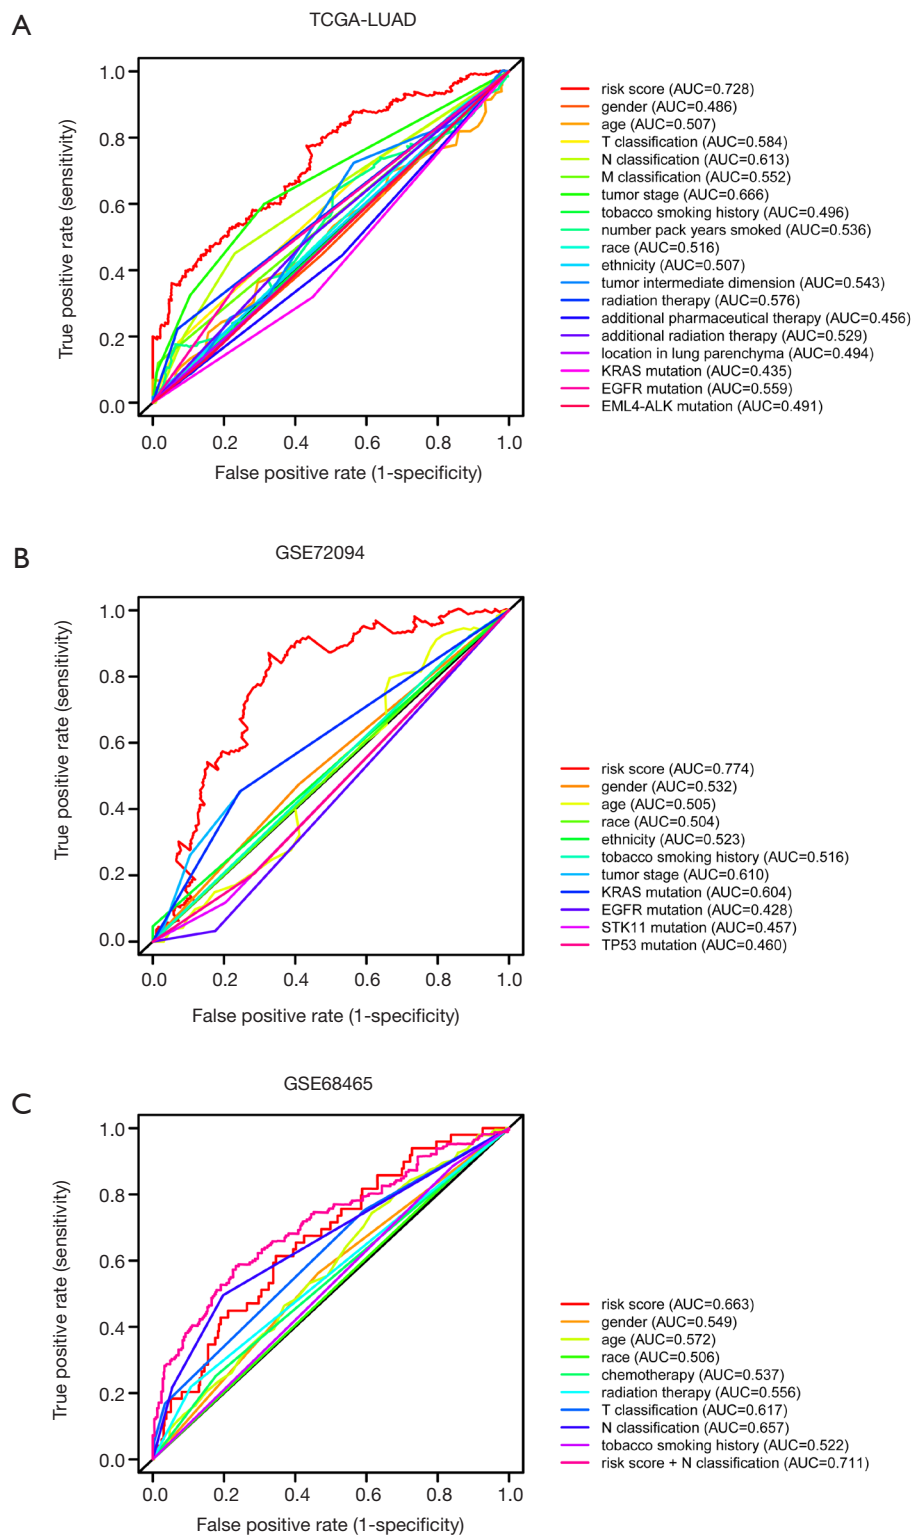 A
TCGA-LUAD
True positive rate (sensitivity)
1.0
0.8
0.6
0.4
0.2
0.0
0.0 0.2 0.4 0.6 0.8 1.0
False positive rate (1-specificity)
risk score (AUC=0.728)
gender (AUC=0.486)
age (AUC=0.507)
T classification (AUC=0.584)
N classification (AUC=0.613)
M classification (AUC=0.552)
tumor stage (AUC=0.666)
tobacco smoking history (AUC=0.496)
number pack years smoked (AUC=0.536)
race (AUC=0.516)
ethnicity (AUC=0.507)
tumor intermediate dimension (AUC=0.543)
radiation therapy (AUC=0.576)
additional pharmaceutical therapy (AUC=0.456)
additional radiation therapy (AUC=0.529)
location in lung parenchyma (AUC=0.494)
KRAS mutation (AUC=0.435)
EGFR mutation (AUC=0.559)
EML4-ALK mutation (AUC=0.491)
B
GSE72094
True positive rate (sensitivity)
1.0
0.8
0.6
0.4
0.2
0.0
0.0 0.2 0.4 0.6 0.8 1.0
False positive rate (1-specificity)
risk score (AUC=0.774)
gender (AUC=0.532)
age (AUC=0.505)
race (AUC=0.504)
ethnicity (AUC=0.523)
tobacco smoking history (AUC=0.516)
tumor stage (AUC=0.610)
KRAS mutation (AUC=0.604)
EGFR mutation (AUC=0.428)
STK11 mutation (AUC=0.457)
TP53 mutation (AUC=0.460)
C
GSE68465
True positive rate (sensitivity)
1.0
0.8
0.6
0.4
0.2
0.0
0.0 0.2 0.4 0.6 0.8 1.0
False positive rate (1-specificity)
risk score (AUC=0.663)
gender (AUC=0.549)
age (AUC=0.572)
race (AUC=0.506)
chemotherapy (AUC=0.537)
radiation therapy (AUC=0.556)
T classification (AUC=0.617)
N classification (AUC=0.657)
tobacco smoking history (AUC=0.522)
risk score + N classification (AUC=0.711)